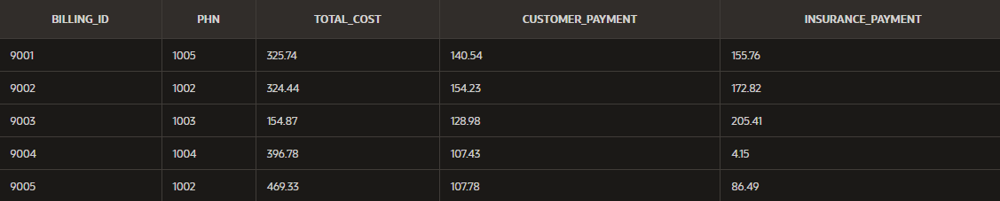 BILLING_ID PHN TOTAL_COST CUSTOMER_PAYMENT INSURANCE_PAYMENT
9001 1005 325.74 140.54 155.76
9002 1002 324.44 154.23 172.82
9003 1003 154.87 128.98 205.41
9004 1004 396.78 107.43 4.15
9005 1002 469.33 107.78 86.49